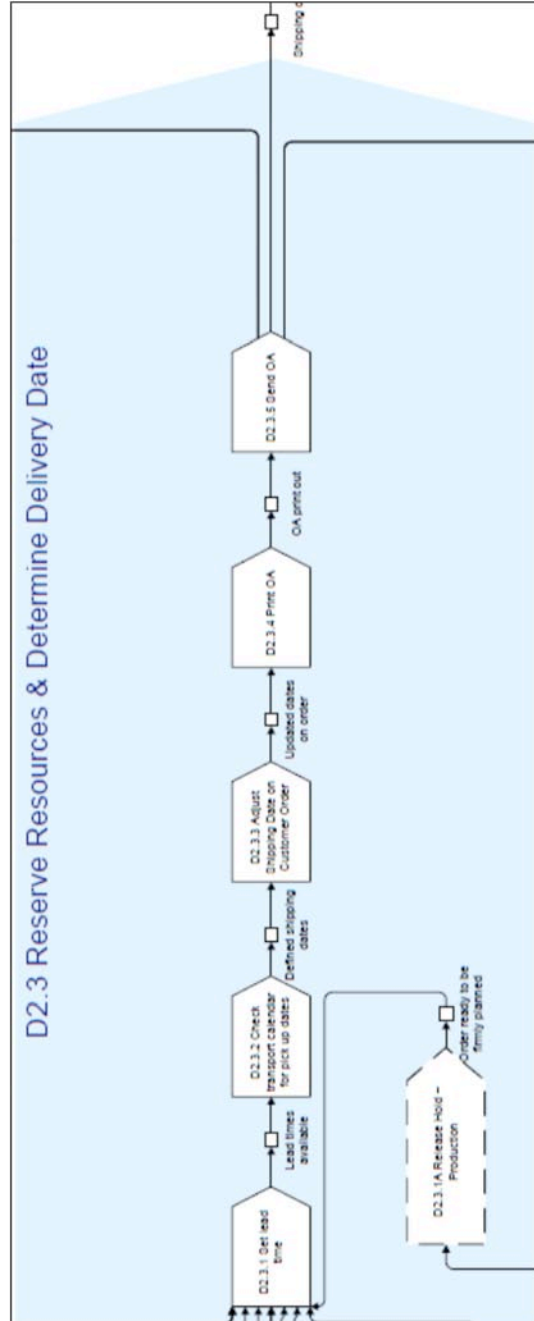 D2.3 Reserve Resources & Determine Delivery Date
D2.3.1 Get lead
time
Lead times
available
D2.3.2 Check
transport calendar
for pick up dates
Defined shipping
dates
D2.3.3 Adjust
Shipping Date on
Customer Order
Updated dates
on order
D2.3.4 Print OA
OA print out
D2.3.5 Send OA
Shipping
D2.3.1A Release Hold –
Production
Order ready to be
firmly planned